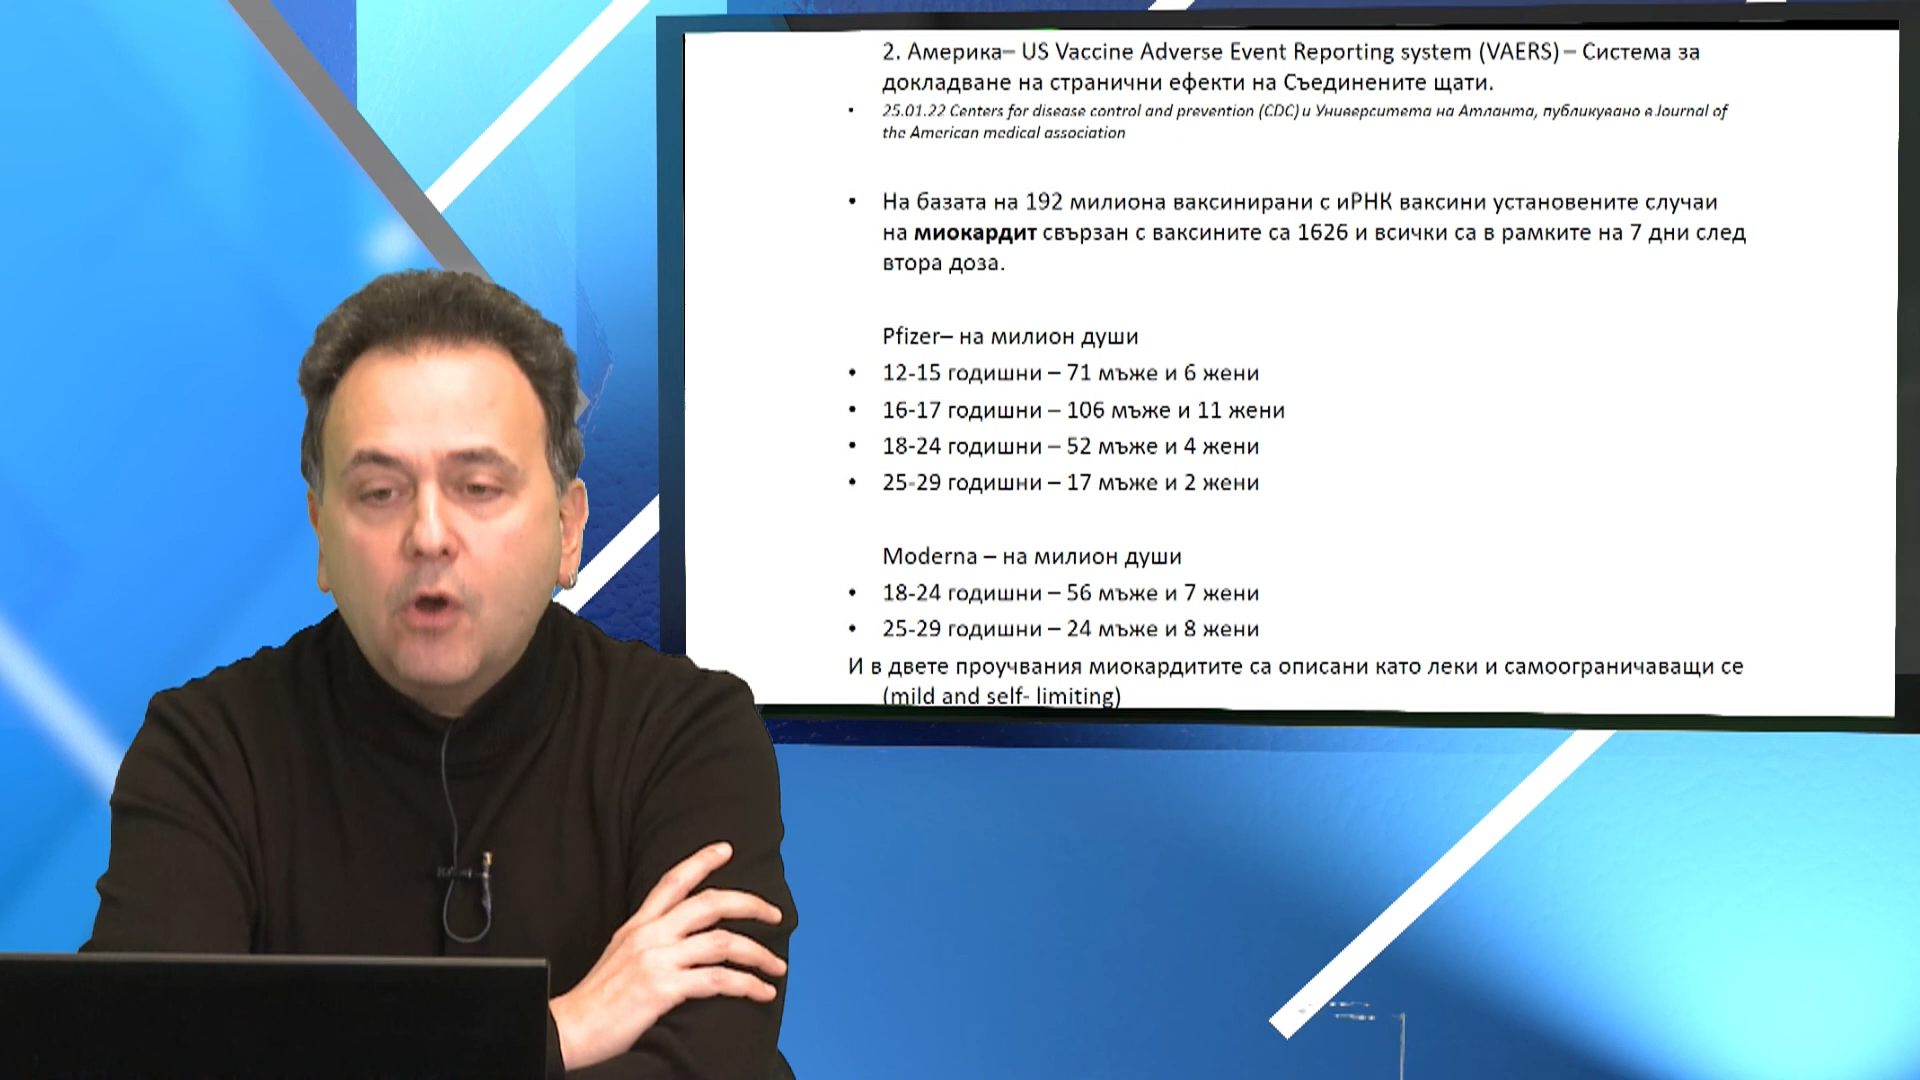 2. Америка– US Vaccine Adverse Event Reporting system (VAERS) – Система за
докладване на странични ефекти на Съединените щати.
• 25.01.22 Centers for disease control and prevention (CDC) и Университета на Атланта, публикувано в Journal of
the American medical association
• На базата на 192 милиона ваксинирани с иРНК ваксини установените случаи
на миокардит свързан с ваксините са 1626 и всички са в рамките на 7 дни след
втора доза.
Pfizer– на милион души
• 12-15 годишни – 71 мъже и 6 жени
• 16-17 годишни – 106 мъже и 11 жени
• 18-24 годишни – 52 мъже и 4 жени
• 25-29 годишни – 17 мъже и 2 жени
Moderna – на милион души
• 18-24 годишни – 56 мъже и 7 жени
• 25-29 годишни – 24 мъже и 8 жени
И в двете проучвания миокардитите са описани като леки и самоограничаващи се
(mild and self- limiting)